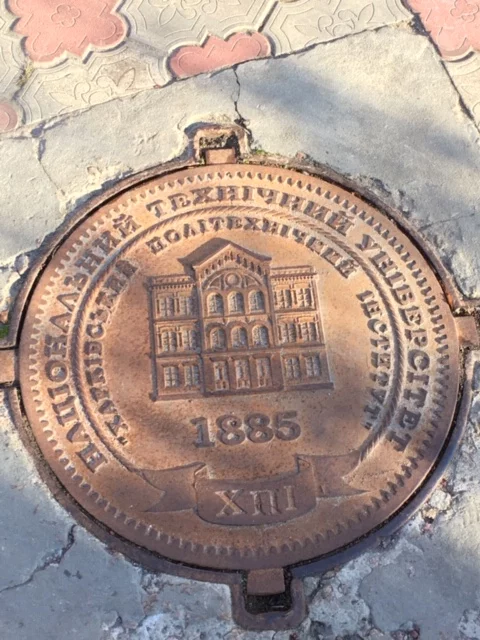 НАЦІОНАЛЬНИЙ ТЕХНІЧНИЙ УНІВЕРСИТЕТ
"ХАРКІВСЬКИЙ ПОЛІТЕХНІЧНИЙ ІНСТИТУТ"
1885
ХПІ